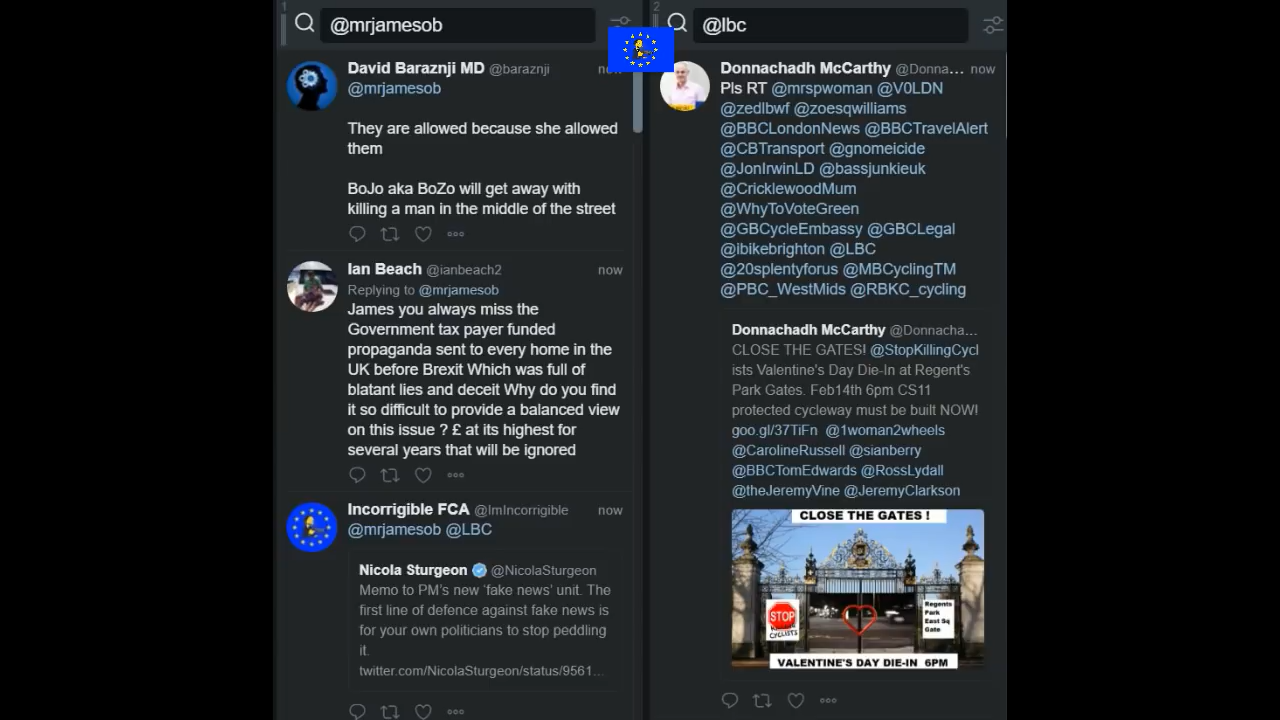 1
@mrjamesob
David Baraznji MD @baraznji
@mrjamesob
They are allowed because she allowed
them
BoJo aka BoZo will get away with
killing a man in the middle of the street
Ian Beach @ianbeach2 now
Replying to @mrjamesob
James you always miss the
Government tax payer funded
propaganda sent to every home in the
UK before Brexit Which was full of
blatant lies and deceit Why do you find
it so difficult to provide a balanced view
on this issue ? £ at its highest for
several years that will be ignored
Incorrigible FCA @ImIncorrigible now
@mrjamesob @LBC
Nicola Sturgeon @NicolaSturgeon
Memo to PM's new 'fake news' unit. The
first line of defence against fake news is
for your own politicians to stop peddling
it.
twitter.com/NicolaSturgeon/status/9561...
2
@lbc
Donnachadh McCarthy @Donna... now
Pls RT @mrspwoman @V0LDN
@zedlbwf @zoesqwilliams
@BBCLondonNews @BBCTravelAlert
@CBTransport @gnomeicide
@JonIrwinLD @bassjunkieuk
@CricklewoodMum
@WhyToVoteGreen
@GBCycleEmbassy @GBCLegal
@ibikebrighton @LBC
@20splentyforus @MBCyclingTM
@PBC_WestMids @RBKC_cycling
Donnachadh McCarthy @Donnacha...
CLOSE THE GATES! @StopKillingCycl
ists Valentine's Day Die-In at Regent's
Park Gates. Feb14th 6pm CS11
protected cycleway must be built NOW!
goo.gl/37TiFn @1woman2wheels
@CarolineRussell @sianberry
@BBCTomEdwards @RossLydall
@theJeremyVine @JeremyClarkson
CLOSE THE GATES !
STOP
CYCLISTS
Regents
Park
East Sq
Gate
VALENTINE'S DAY DIE-IN 6PM